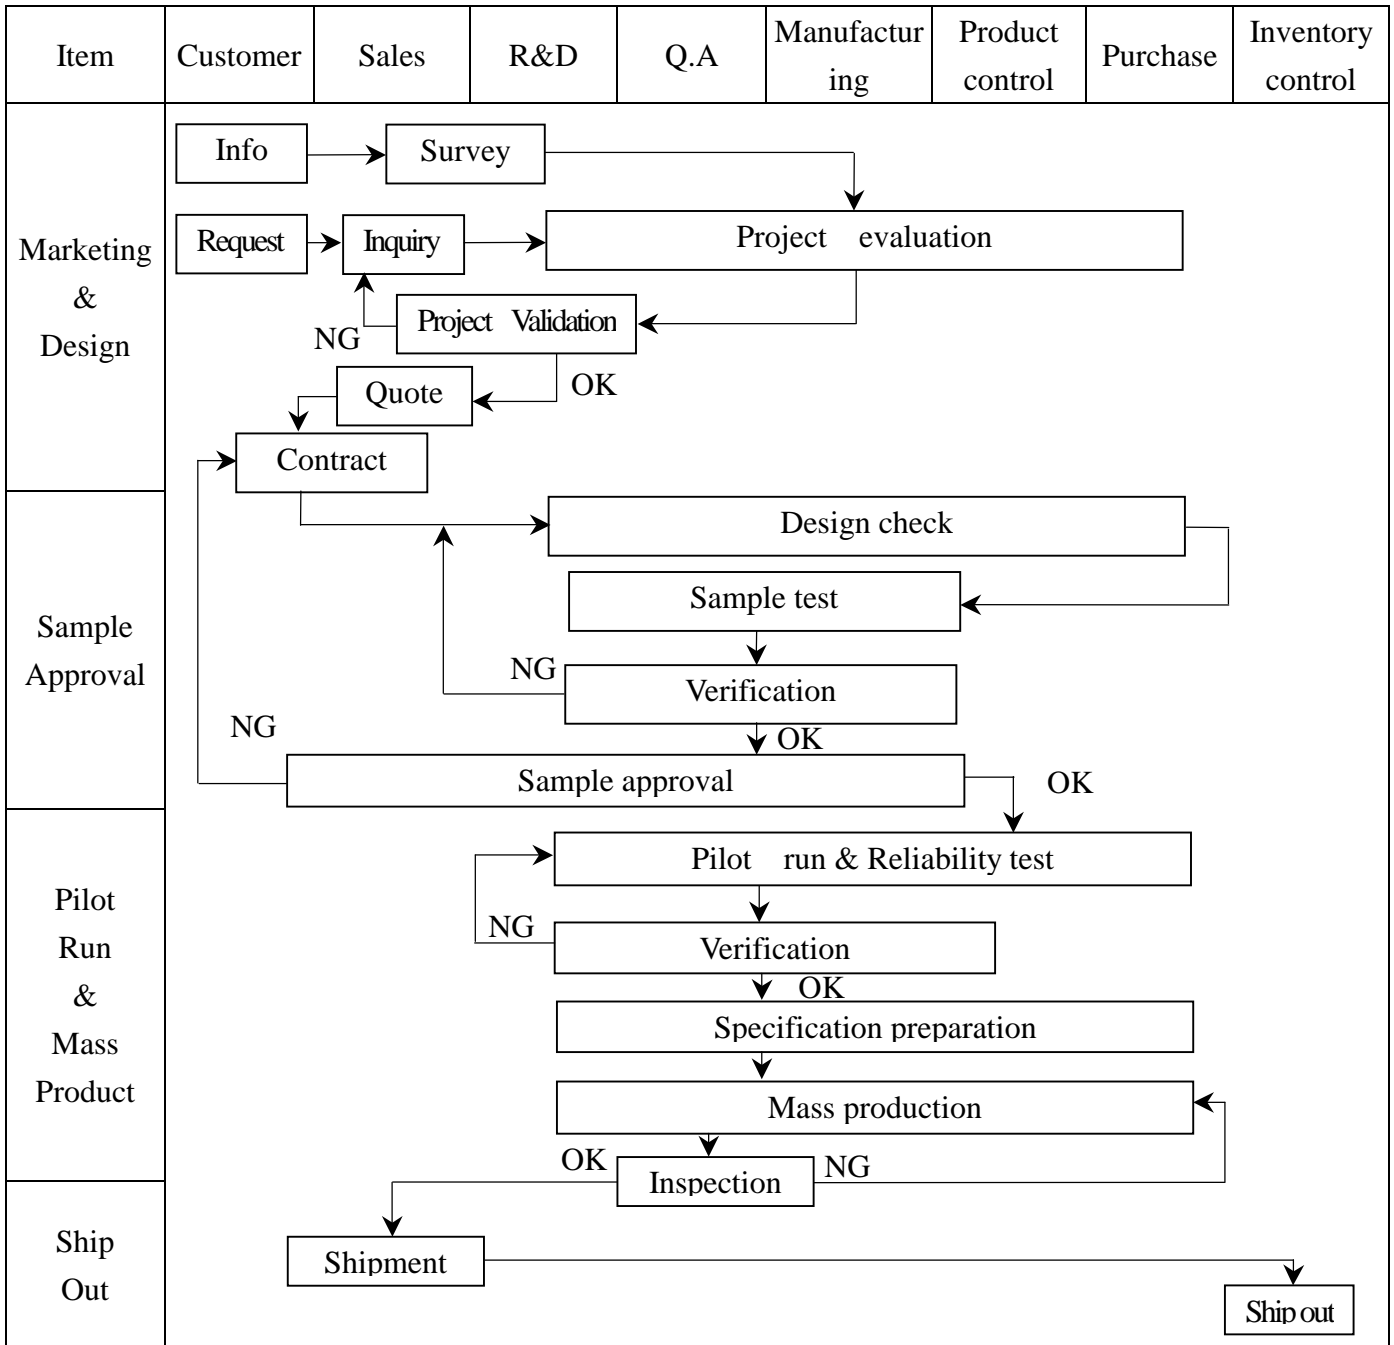 Item
Customer
Sales
R&D
Q.A
Manufactur
ing
Product
control
Purchase
Inventory
control
Marketing
&
Design
Info
Survey
Request
Inquiry
Project evaluation
Project Validation
NG
OK
Quote
Contract
Sample
Approval
Design check
Sample test
NG
Verification
OK
NG
Sample approval
OK
Pilot
Run
&
Mass
Product
Pilot run & Reliability test
NG
Verification
OK
Specification preparation
Mass production
OK
Inspection
NG
Ship
Out
Shipment
Ship out